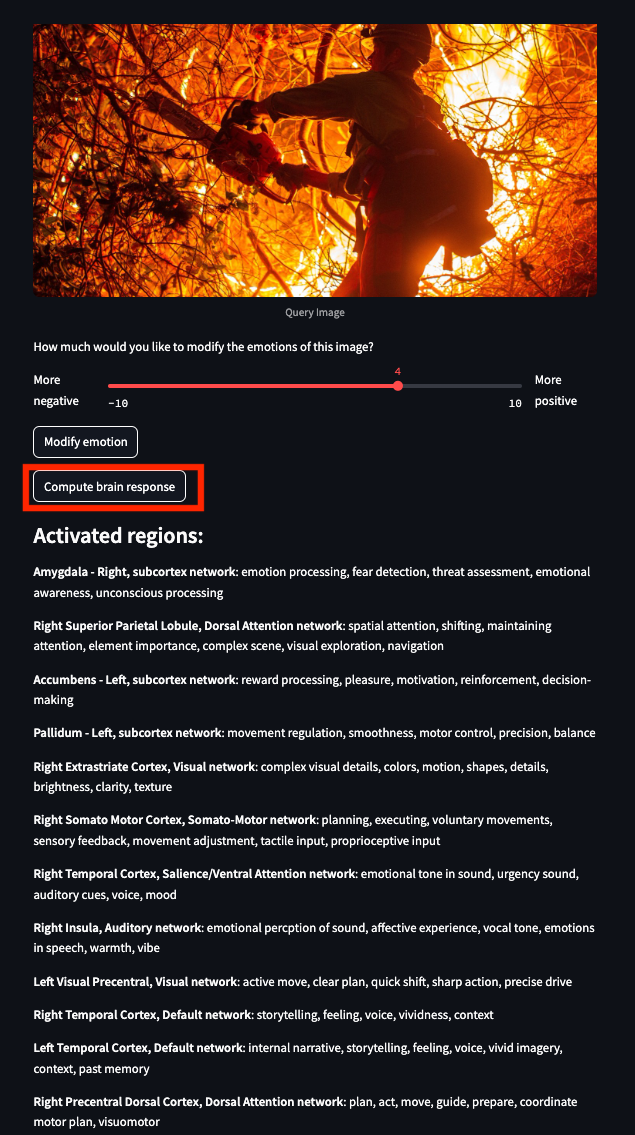 Query Image
How much would you like to modify the emotions of this image?
4
More
negative
-10
10
More
positive
Modify emotion
Compute brain response
Activated regions:
Amygdala - Right, subcortex network: emotion processing, fear detection, threat assessment, emotional
awareness, unconscious processing
Right Superior Parietal Lobule, Dorsal Attention network: spatial attention, shifting, maintaining
attention, element importance, complex scene, visual exploration, navigation
Accumbens - Left, subcortex network: reward processing, pleasure, motivation, reinforcement, decision-
making
Pallidum - Left, subcortex network: movement regulation, smoothness, motor control, precision, balance
Right Extrastriate Cortex, Visual network: complex visual details, colors, motion, shapes, details,
brightness, clarity, texture
Right Somato Motor Cortex, Somato-Motor network: planning, executing, voluntary movements,
sensory feedback, movement adjustment, tactile input, proprioceptive input
Right Temporal Cortex, Salience/Ventral Attention network: emotional tone in sound, urgency sound,
auditory cues, voice, mood
Right Insula, Auditory network: emotional percption of sound, affective experience, vocal tone, emotions
in speech, warmth, vibe
Left Visual Precentral, Visual network: active move, clear plan, quick shift, sharp action, precise drive
Right Temporal Cortex, Default network: storytelling, feeling, voice, vividness, context
Left Temporal Cortex, Default network: internal narrative, storytelling, feeling, voice, vivid imagery,
context, past memory
Right Precentral Dorsal Cortex, Dorsal Attention network: plan, act, move, guide, prepare, coordinate
motor plan, visuomotor